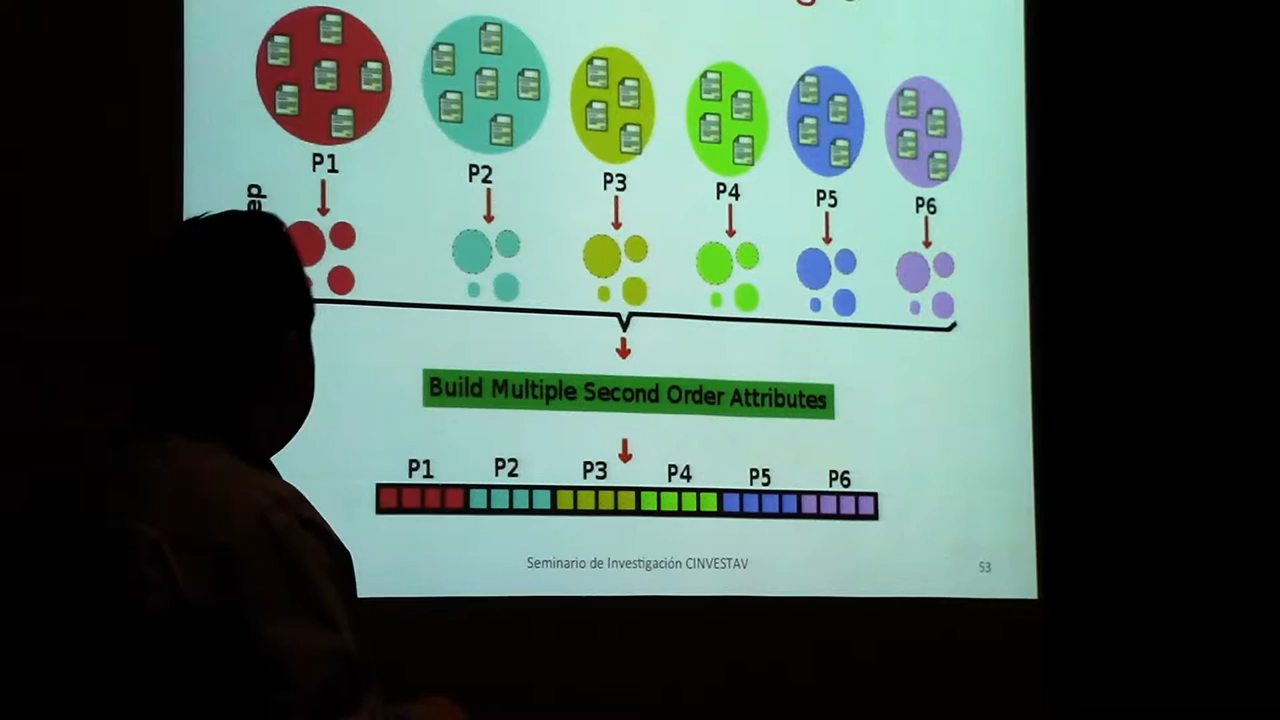 P1 P2 P3 P4 P5 P6
Build Multiple Second Order Attributes
P1 P2 P3 P4 P5 P6
Seminario de Investigación CINVESTAV 53